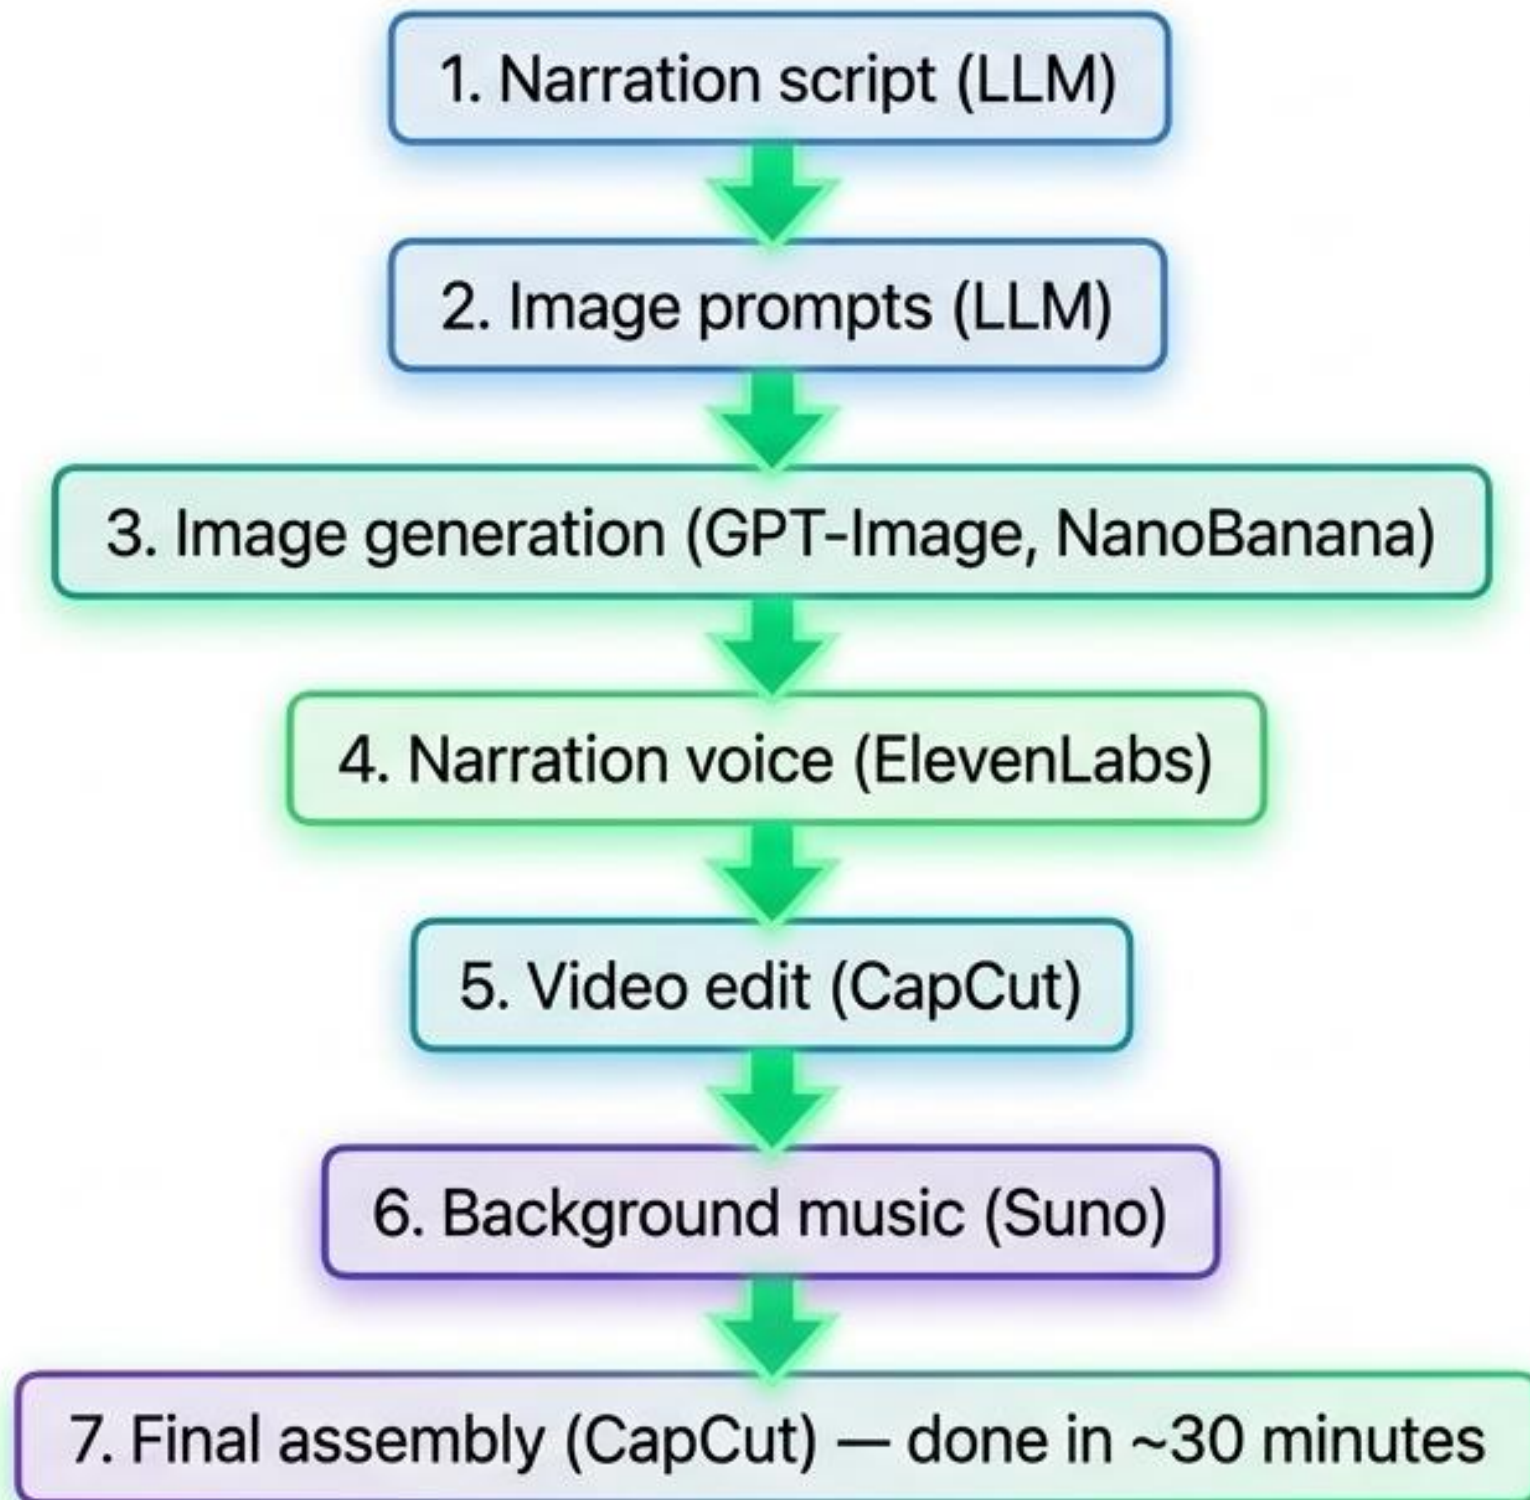 1. Narration script (LLM)
2. Image prompts (LLM)
3. Image generation (GPT-Image, NanoBanana)
4. Narration voice (ElevenLabs)
5. Video edit (CapCut)
6. Background music (Suno)
7. Final assembly (CapCut) — done in ~30 minutes